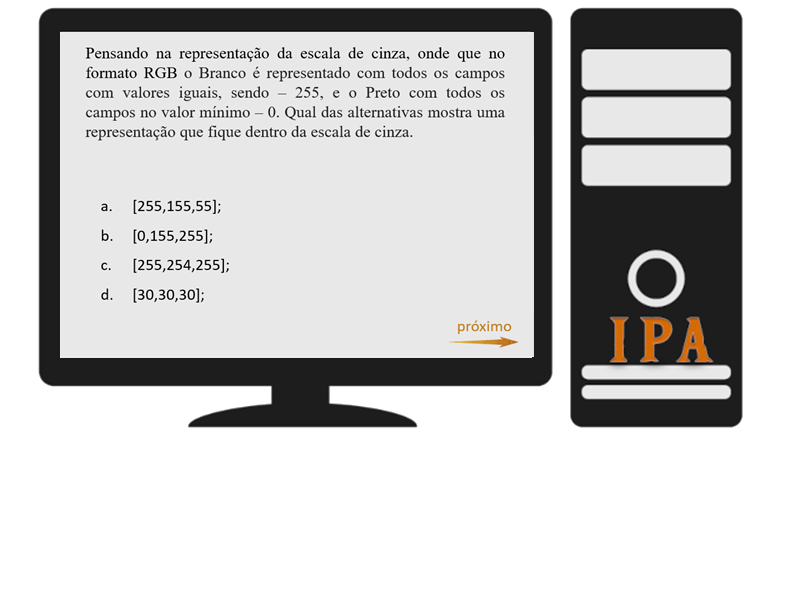 Pensando na representação da escala de cinza, onde que no
formato RGB o Branco é representado com todos os campos
com valores iguais, sendo – 255, e o Preto com todos os
campos no valor mínimo – 0. Qual das alternativas mostra uma
representação que fique dentro da escala de cinza.
a. [255,155,55];
b. [0,155,255];
c. [255,254,255];
d. [30,30,30];
próximo
IPA